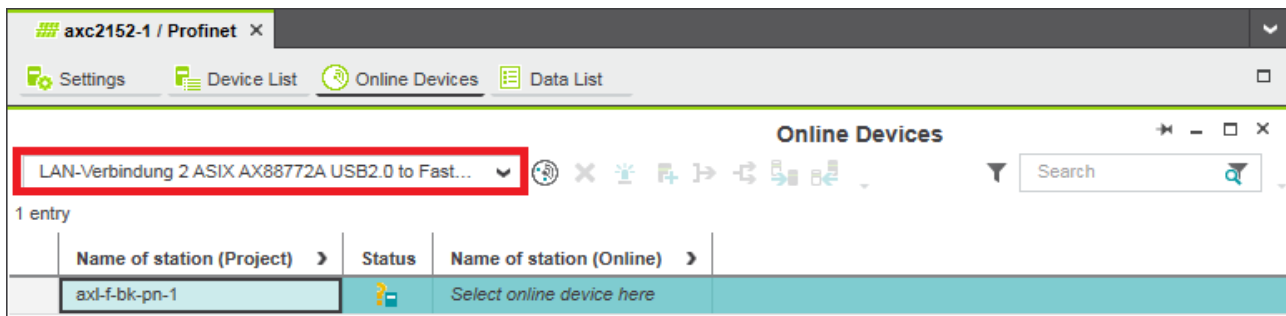 axc2152-1 / Profinet
Settings Device List Online Devices Data List
Online Devices
LAN-Verbindung 2 ASIX AX88772A USB2.0 to Fast... Search
1 entry
Name of station (Project) Status Name of station (Online)
axl-f-bk-pn-1 Select online device here